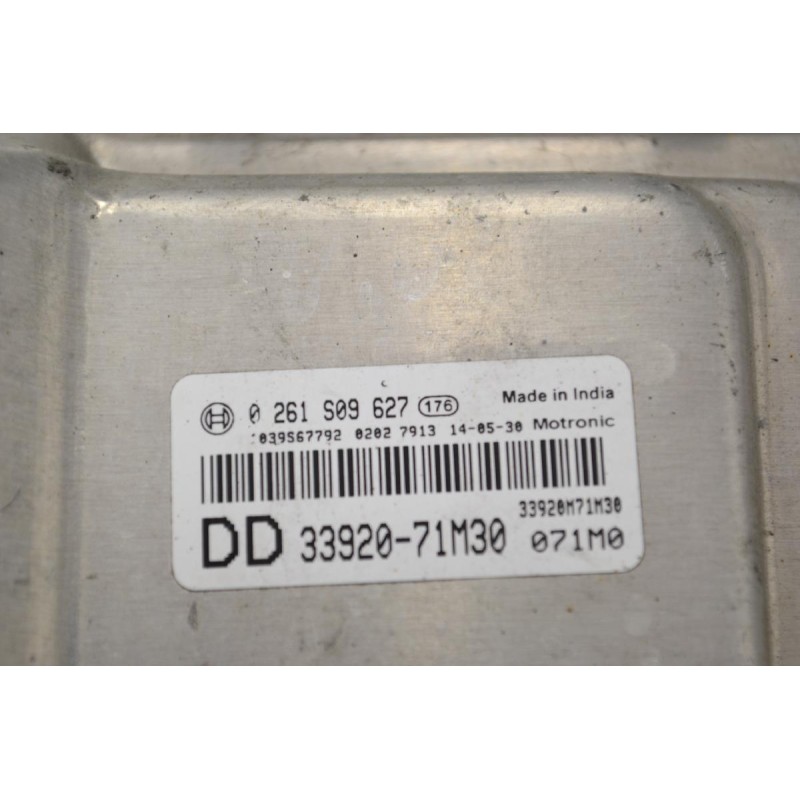 0 261 S09 627 176 Made in India
1039S67792 0202 7913 14-05-30 Motronic
33920M71M30
DD 33920-71M30 071M0